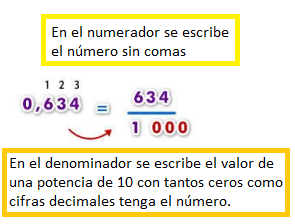 En el numerador se escribe
el número sin comas
1 2 3
0,634 = 634
1 000
En el denominador se escribe el valor de
una potencia de 10 con tantos ceros como
cifras decimales tenga el número.